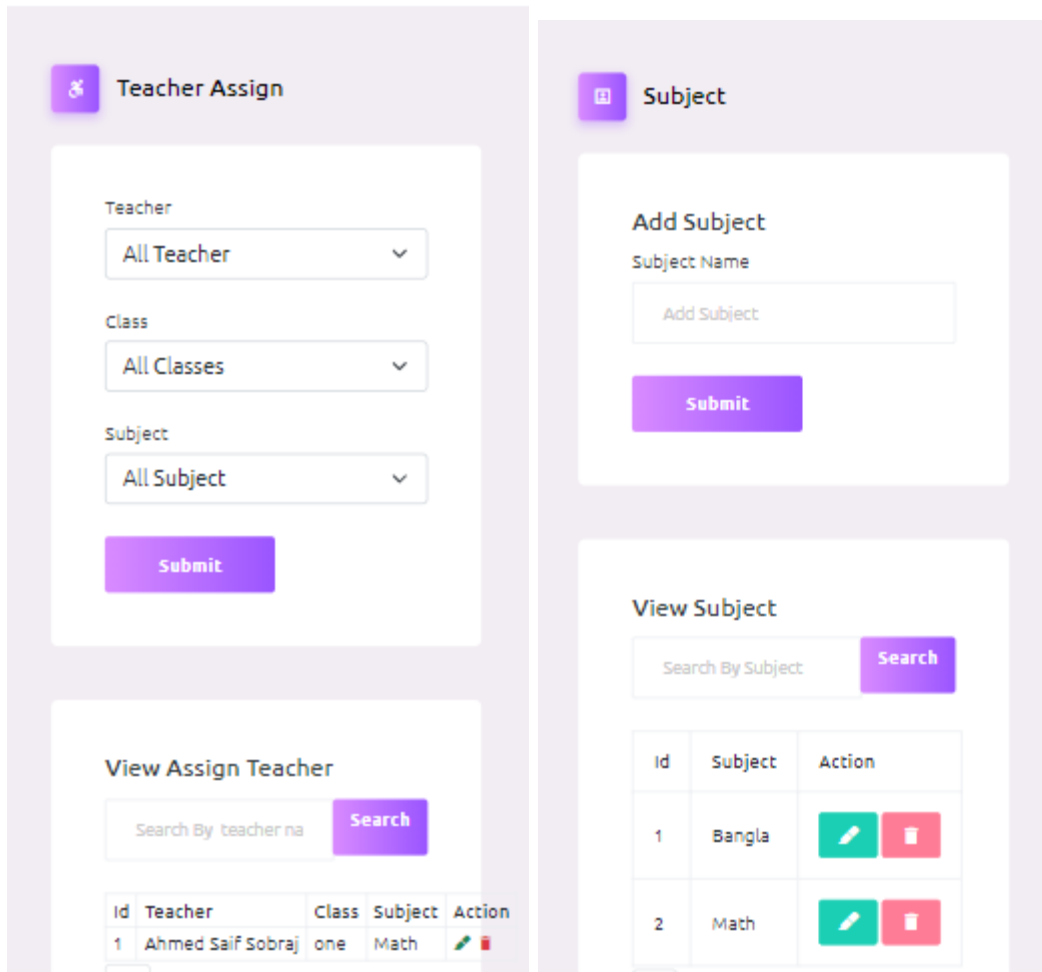 Teacher Assign
Teacher
All Teacher
Class
All Classes
Subject
All Subject
Submit
View Assign Teacher
Search By teacher na
Search
Id Teacher Class Subject Action
1 Ahmed Saif Sobraj one Math
Subject
Add Subject
Subject Name
Add Subject
Submit
View Subject
Search By Subject
Search
Id Subject Action
1 Bangla
2 Math